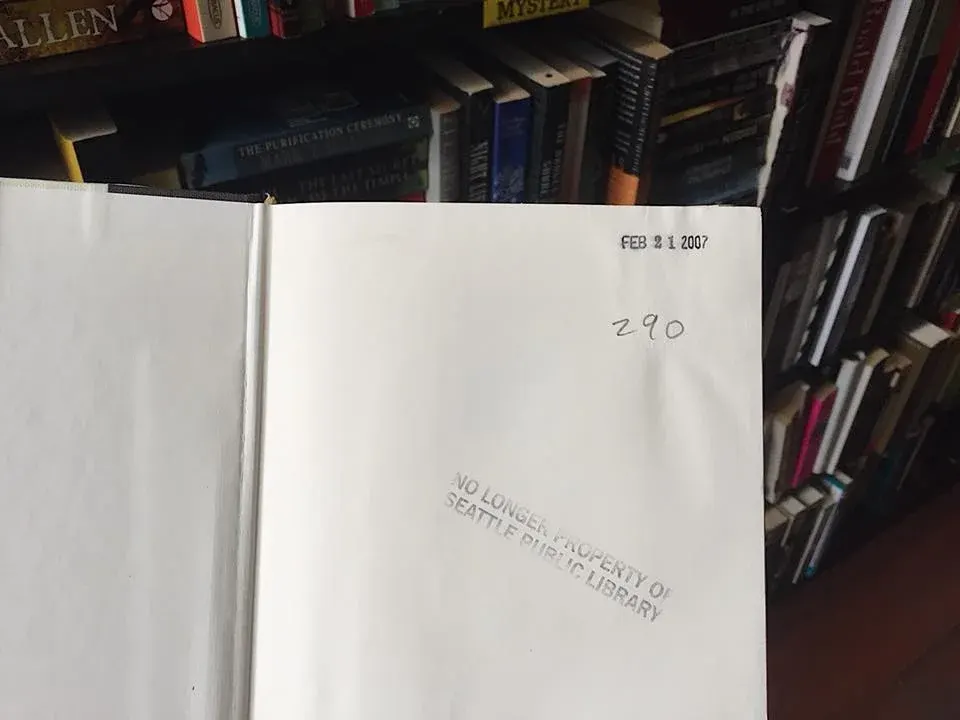 ALLEN
MYSTERY
THE PURIFICATION CEREMONY
FEB 21 2007
290
NO LONGER PROPERTY OF
SEATTLE PUBLIC LIBRARY